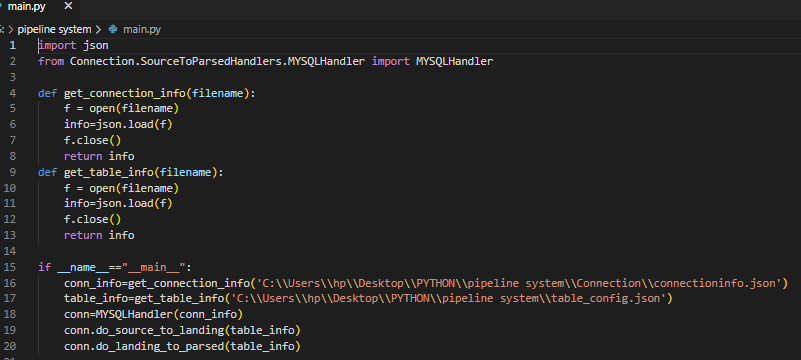 main.py ×
> pipeline system > main.py
1 import json
2 from Connection.SourceToParsedHandlers.MYSQLHandler import MYSQLHandler
3
4 def get_connection_info(filename):
5     f = open(filename)
6     info=json.load(f)
7     f.close()
8     return info
9 def get_table_info(filename):
10     f = open(filename)
11     info=json.load(f)
12     f.close()
13     return info
14
15 if __name__=="__main__":
16     conn_info=get_connection_info('C:\\Users\\hp\\Desktop\\PYTHON\\pipeline system\\Connection\\connectioninfo.json')
17     table_info=get_table_info('C:\\Users\\hp\\Desktop\\PYTHON\\pipeline system\\table_config.json')
18     conn=MYSQLHandler(conn_info)
19     conn.do_source_to_landing(table_info)
20     conn.do_landing_to_parsed(table_info)